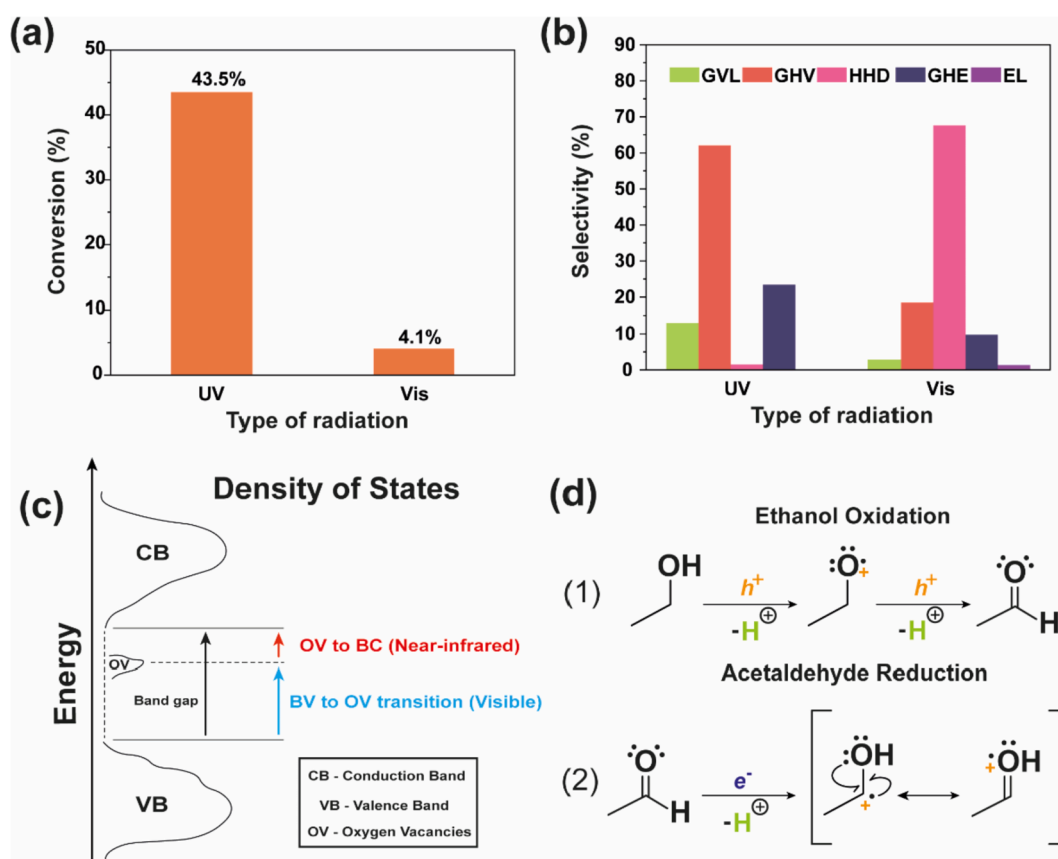 (a)
50
40
30
20
10
0
Conversion (%)
43.5%
4.1%
UV Vis
Type of radiation
(b)
90
80
70
60
50
40
30
20
10
0
Selectivity (%)
GVL GHV HHD GHE EL
UV Vis
Type of radiation
(c)
Density of States
Energy
CB
OV
Band gap
OV to BC (Near-infrared)
BV to OV transition (Visible)
VB
CB - Conduction Band
VB - Valence Band
OV - Oxygen Vacancies
(d)
Ethanol Oxidation
(1)
OH
h+
-H⊕
:Ö+
h+
-H⊕
O
H
Acetaldehyde Reduction
(2)
O
H
e-
-H⊕
:ÖH
+
+ÖH